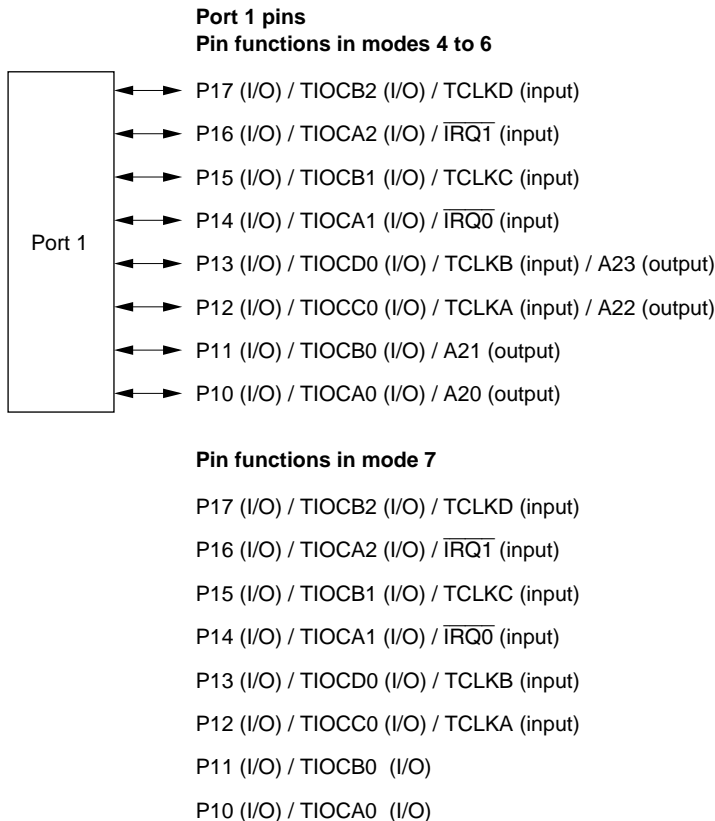 Port 1 pins
Pin functions in modes 4 to 6
Port 1
P17 (I/O) / TIOCB2 (I/O) / TCLKD (input)
P16 (I/O) / TIOCA2 (I/O) / I̅R̅Q̅1̅ (input)
P15 (I/O) / TIOCB1 (I/O) / TCLKC (input)
P14 (I/O) / TIOCA1 (I/O) / I̅R̅Q̅0̅ (input)
P13 (I/O) / TIOCD0 (I/O) / TCLKB (input) / A23 (output)
P12 (I/O) / TIOCC0 (I/O) / TCLKA (input) / A22 (output)
P11 (I/O) / TIOCB0 (I/O) / A21 (output)
P10 (I/O) / TIOCA0 (I/O) / A20 (output)
Pin functions in mode 7
P17 (I/O) / TIOCB2 (I/O) / TCLKD (input)
P16 (I/O) / TIOCA2 (I/O) / I̅R̅Q̅1̅ (input)
P15 (I/O) / TIOCB1 (I/O) / TCLKC (input)
P14 (I/O) / TIOCA1 (I/O) / I̅R̅Q̅0̅ (input)
P13 (I/O) / TIOCD0 (I/O) / TCLKB (input)
P12 (I/O) / TIOCC0 (I/O) / TCLKA (input)
P11 (I/O) / TIOCB0 (I/O)
P10 (I/O) / TIOCA0 (I/O)